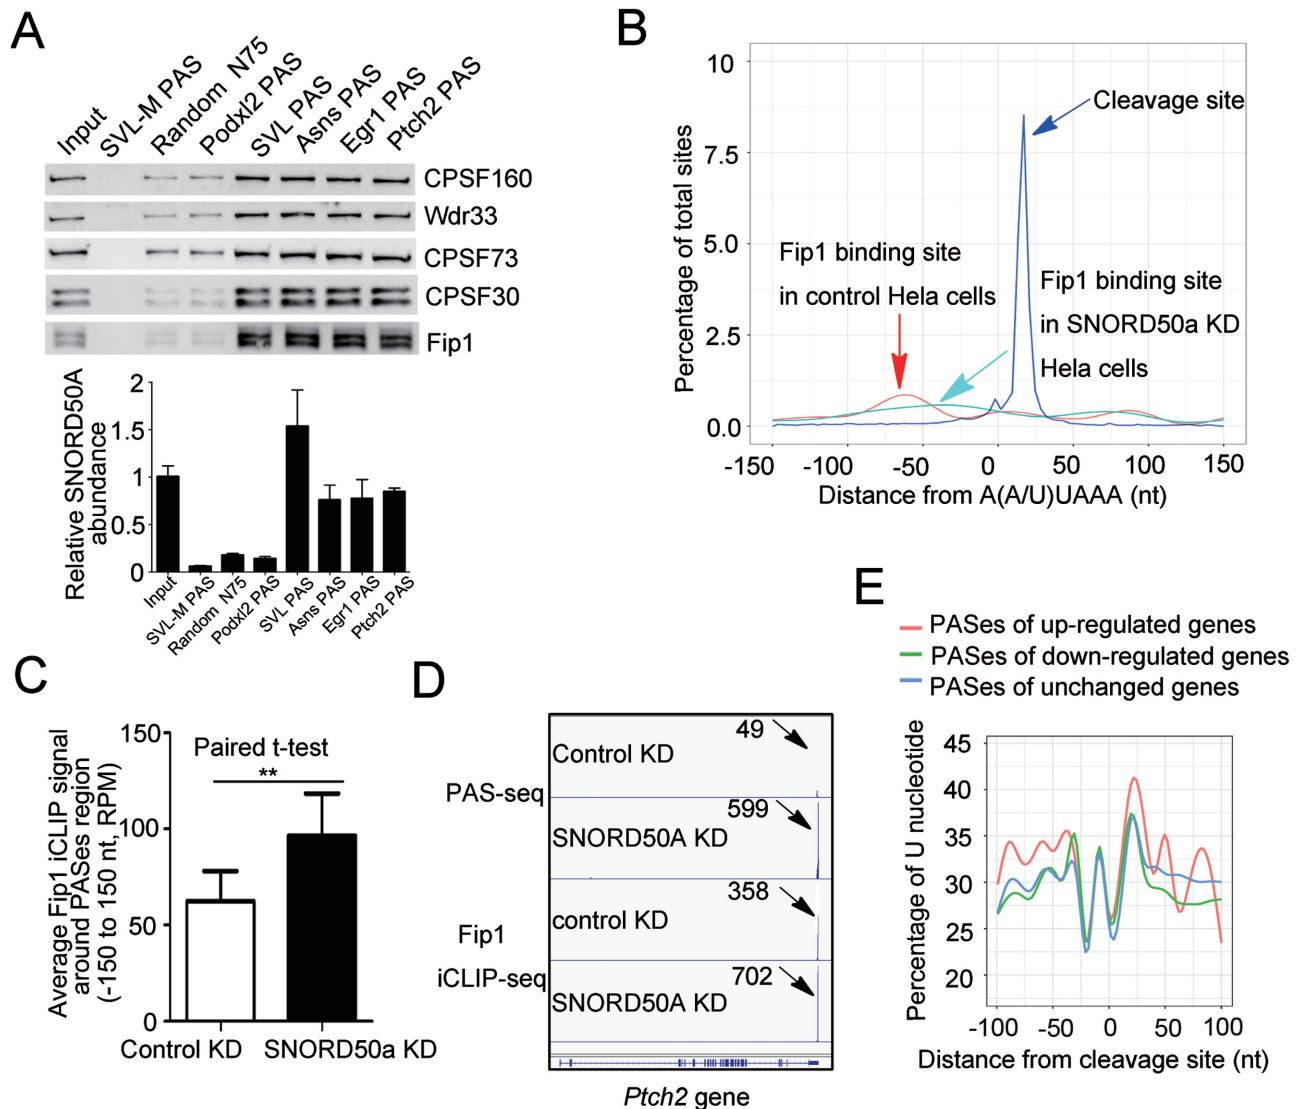 A
Input
SVL-M PAS
Random N75
Podxl2 PAS
SVL PAS
Asns PAS
Egr1 PAS
Ptch2 PAS
CPSF160
Wdr33
CPSF73
CPSF30
Fip1
Relative SNORD50A
abundance
2
1.5
1
0.5
0
Input
SVL-M PAS
Random N75
Podxl2 PAS
SVL PAS
Asns PAS
Egr1 PAS
Ptch2 PAS
B
Percentage of total sites
10
7.5
5.0
2.5
0.0
Cleavage site
Fip1 binding site
in control Hela cells
Fip1 binding site
in SNORD50a KD
Hela cells
-150
-100
-50
0
50
100
150
Distance from A(A/U)UAAA (nt)
C
Average Fip1 iCLIP signal
around PASes region
(-150 to 150 nt, RPM)
150
100
50
0
Paired t-test
**
Control KD
SNORD50a KD
D
PAS-seq
Fip1
iCLIP-seq
49
Control KD
599
SNORD50A KD
358
control KD
702
SNORD50A KD
Ptch2 gene
E
PASes of up-regulated genes
PASes of down-regulated genes
PASes of unchanged genes
Percentage of U nucleotide
45
40
35
30
25
20
-100
-50
0
50
100
Distance from cleavage site (nt)